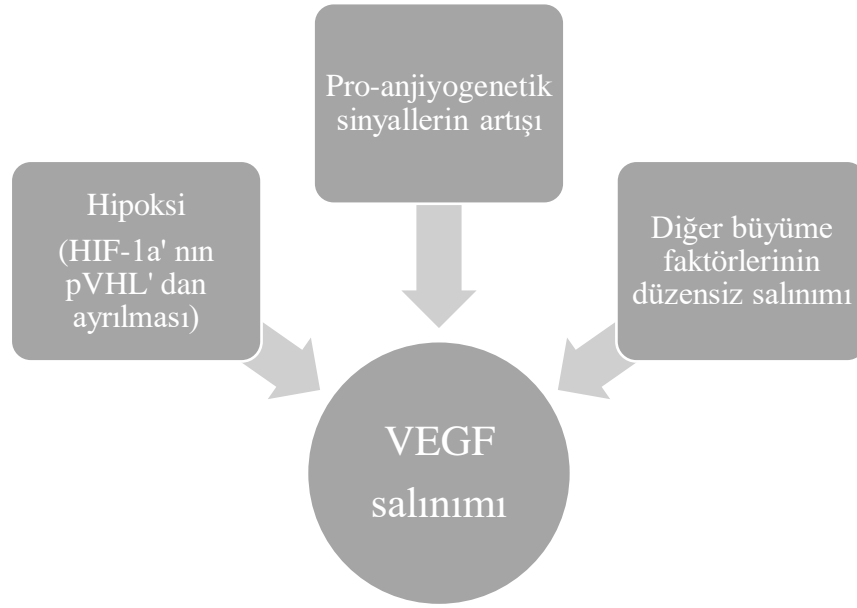 Pro-anjiyogenetik
sinyallerin artışı
Hipoksi
(HIF-1a' nın
pVHL' dan
ayrılması)
Diğer büyüme
faktörlerinin
düzensiz salınımı
VEGF
salınımı